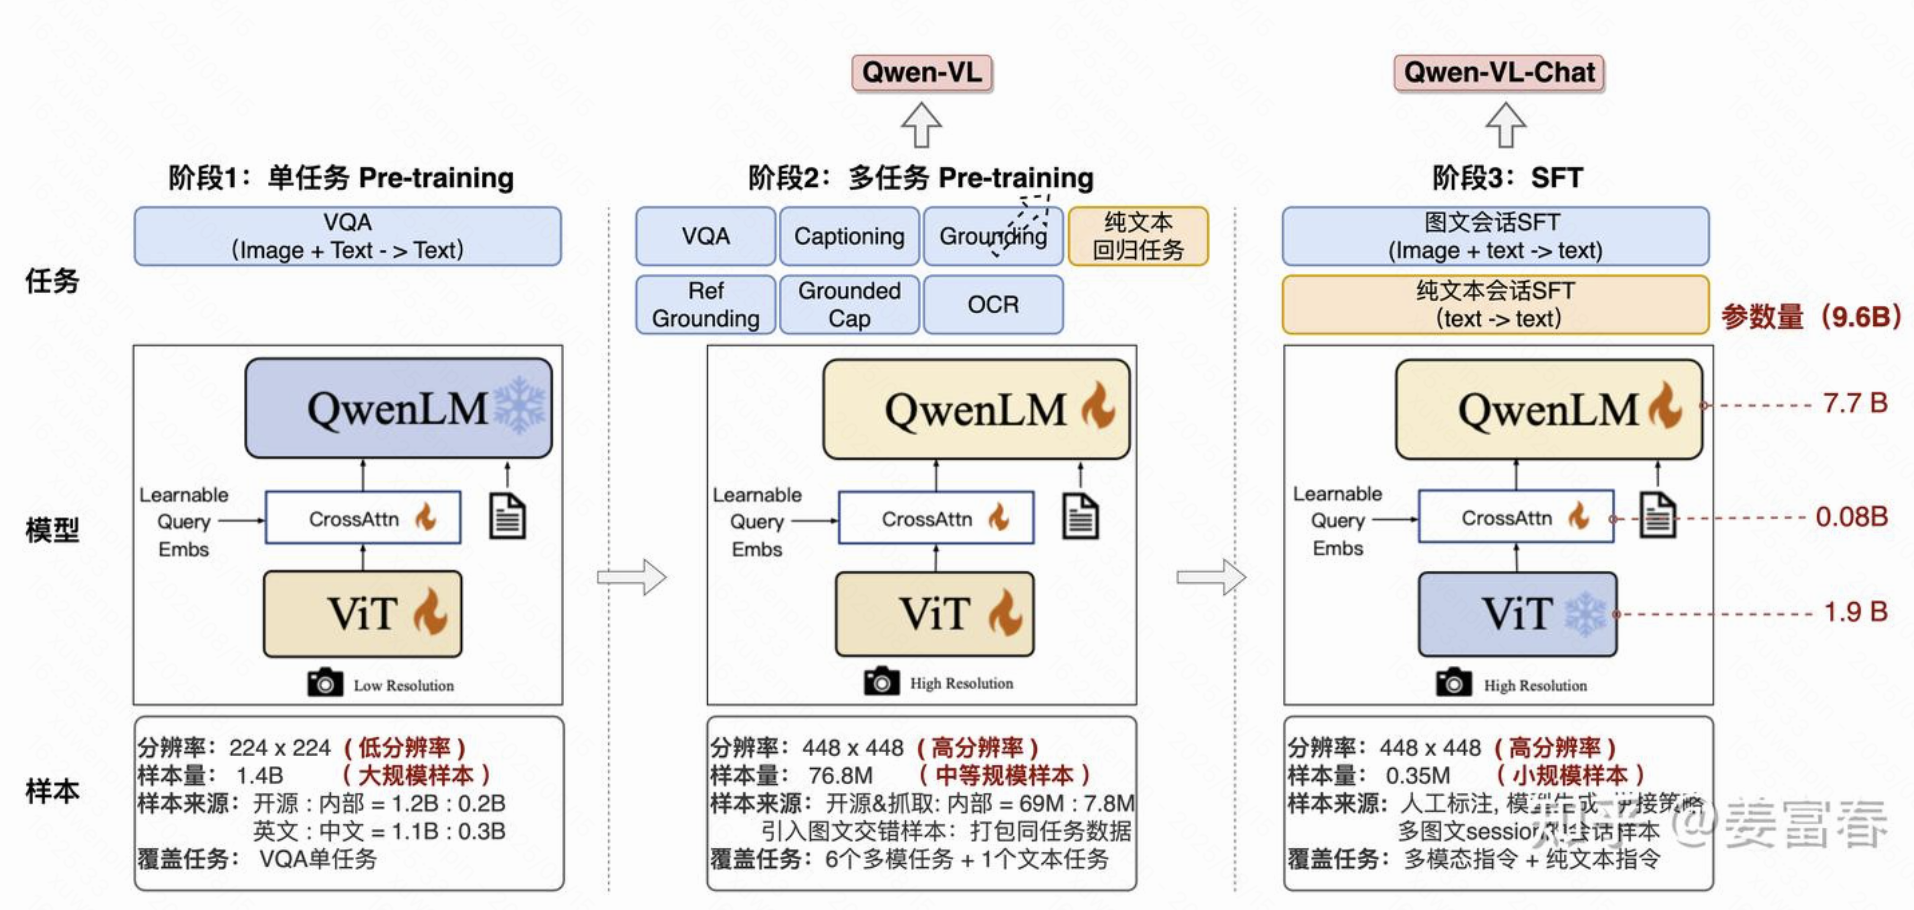 Qwen-VL
Qwen-VL-Chat
阶段1：单任务 Pre-training
阶段2：多任务 Pre-training
阶段3：SFT
任务
VQA
（Image + Text - > Text）
VQA
Captioning
Grounding
纯文本
回归任务
Ref
Grounding
Grounded
Cap
OCR
图文会话SFT
(Image + text -> text)
纯文本会话SFT
（text -> text）
参数量（9.6B）
模型
QwenLM
Learnable
Query
Embs
CrossAttn
ViT
Low Resolution
QwenLM
Learnable
Query
Embs
CrossAttn
ViT
High Resolution
QwenLM
Learnable
Query
Embs
CrossAttn
ViT
High Resolution
7.7 B
0.08B
1.9 B
样本
分辨率：224 x 224（低分辨率）
样本量：1.4B（大规模样本）
样本来源：开源 : 内部 = 1.2B : 0.2B
英文 : 中文 = 1.1B : 0.3B
覆盖任务：VQA单任务
分辨率：448 x 448（高分辨率）
样本量：76.8M（中等规模样本）
样本来源：开源&抓取: 内部 = 69M : 7.8M
引入图文交错样本：打包同任务数据
覆盖任务：6个多模任务 + 1个文本任务
分辨率：448 x 448（高分辨率）
样本量：0.35M（小规模样本）
样本来源：人工标注, 模型生成, 拼接策略
多图文session的会话样本
覆盖任务：多模态指令 + 纯文本指令
知乎 @姜富春